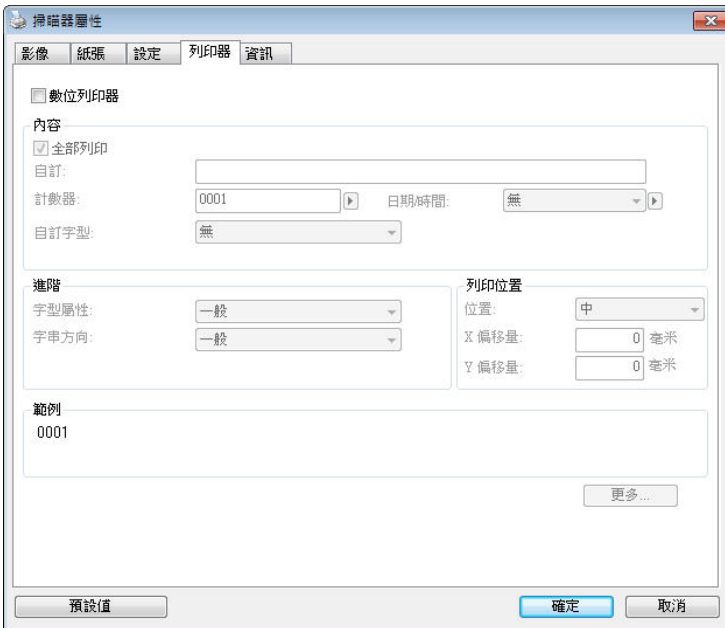 掃瞄器屬性
影像 紙張 設定 列印器 資訊
數位列印器
內容
全部列印
自訂:
計數器: 0001 日期/時間: 無
自訂字型: 無
進階
字型屬性: 一般
字串方向: 一般
列印位置
位置: 中
X 偏移量: 0 毫米
Y 偏移量: 0 毫米
範例
0001
更多...
預設值 確定 取消